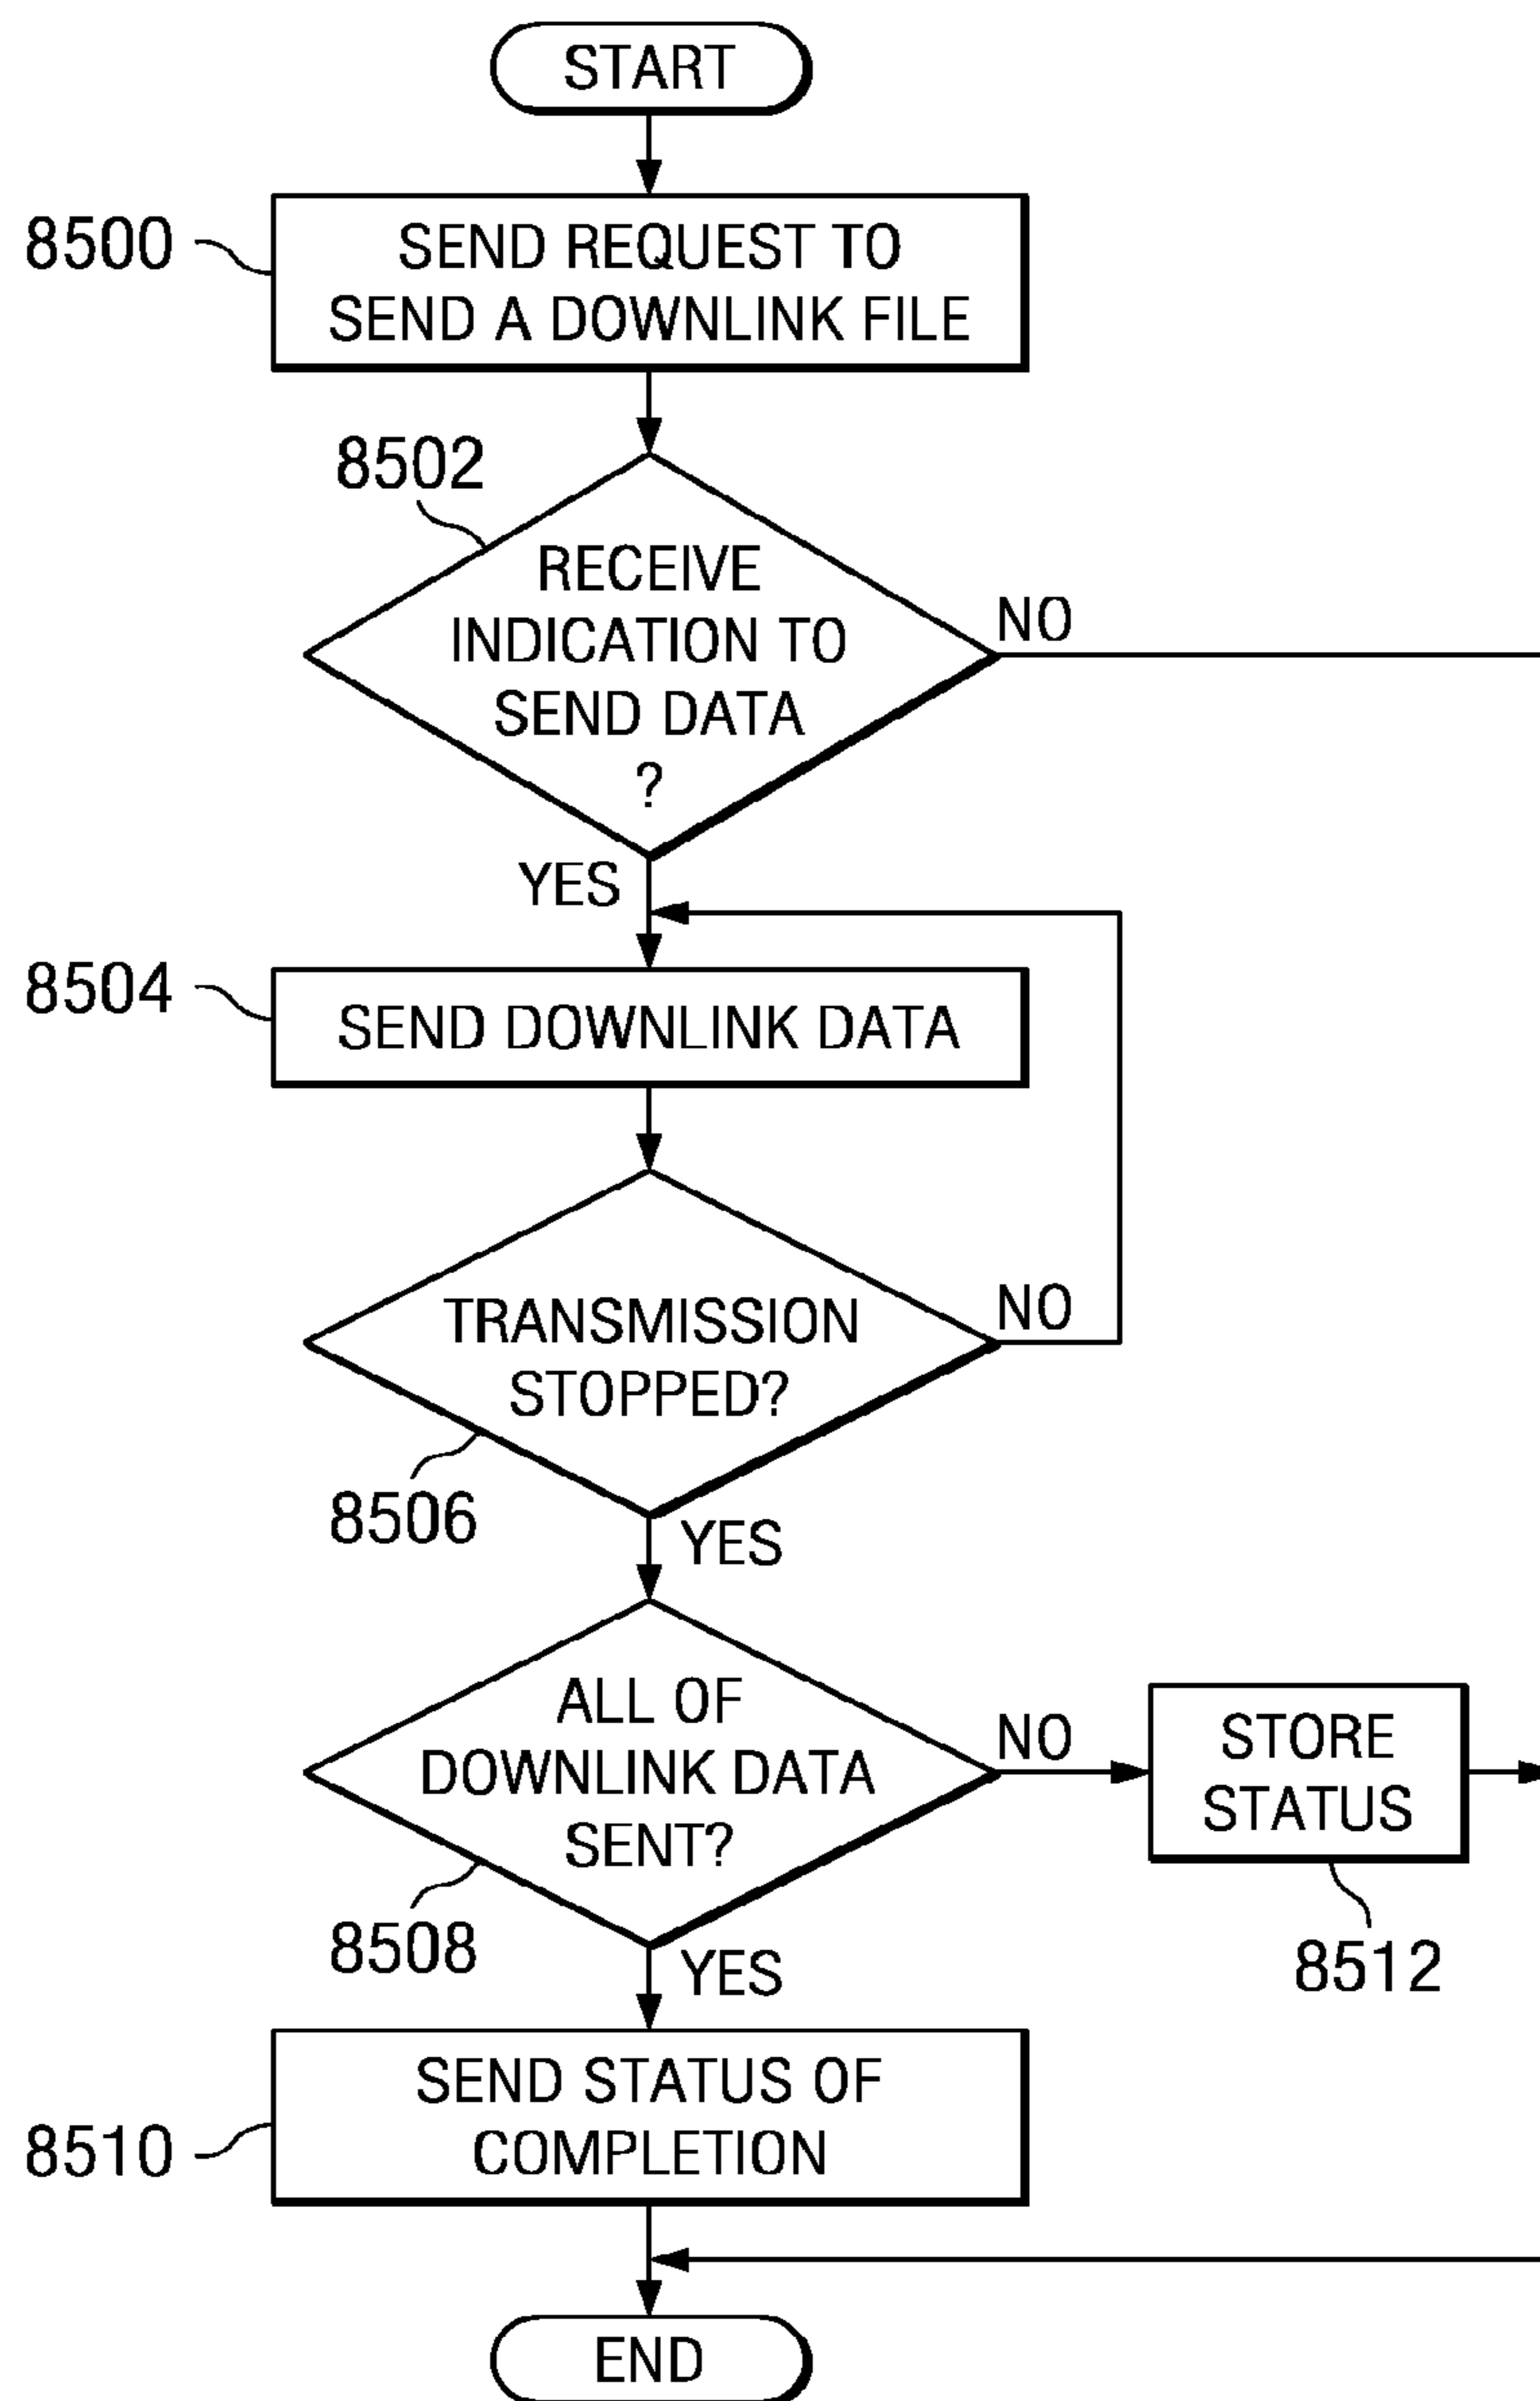 START
8500
SEND REQUEST TO
SEND A DOWNLINK FILE
8502
RECEIVE
INDICATION TO
SEND DATA
?
NO
YES
8504
SEND DOWNLINK DATA
TRANSMISSION
STOPPED?
NO
8506
YES
ALL OF
DOWNLINK DATA
SENT?
NO
STORE
STATUS
8508
8512
YES
SEND STATUS OF
COMPLETION
8510
END